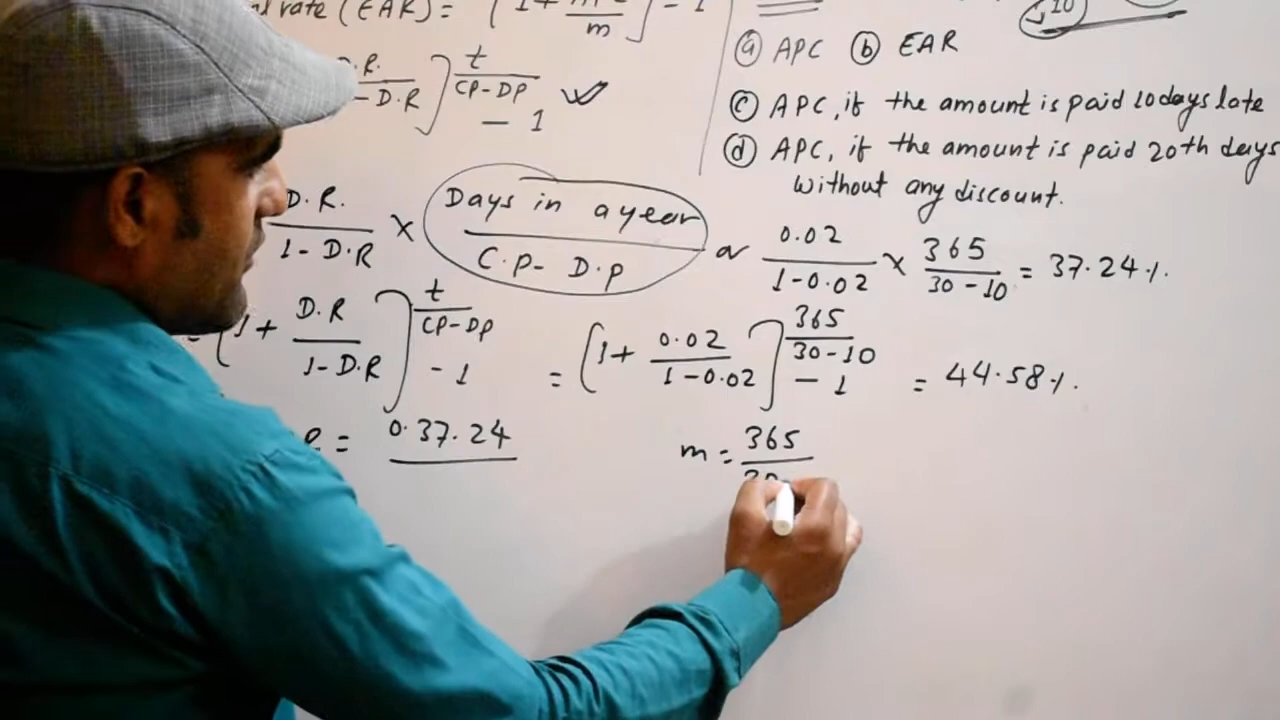 rate (EAR) = [1+ m ] - 1
D.R. - D.R ] t CP-DP - 1
ⓐ APC ⓑ EAR
ⓒ APC, if the amount is paid 10 days late
ⓓ APC, if the amount is paid 20th days
without any discount.
D.R. 1-D.R × Days in a year C.P- D.P or 0.02 1-0.02 × 365 30-10 = 37.24%.
= [1+ D.R 1-D.R ] t CP-DP - 1 = [1+ 0.02 1-0.02 ] 365 30-10 - 1 = 44.58%.
= 0.37.24 m = 365